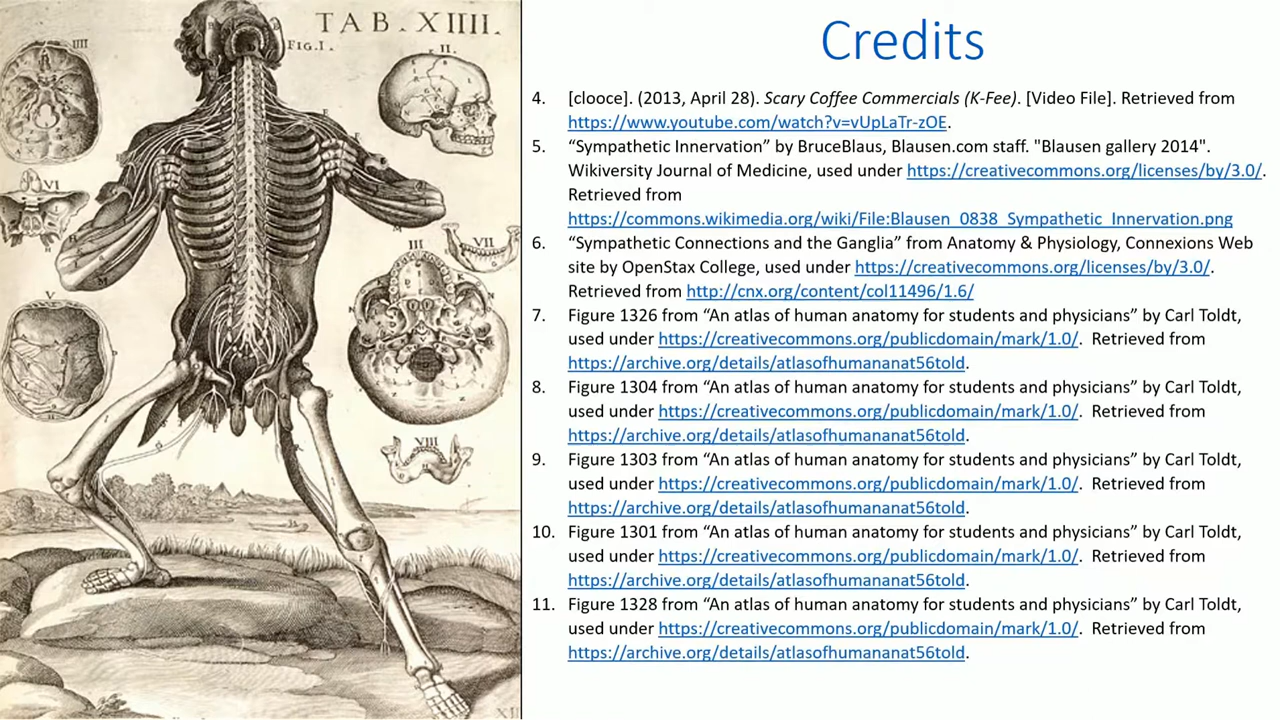 TAB. XIIII.
FIG. I.
IIII
II.
VI
III
VII
V
VIII
Credits
4. [clooce]. (2013, April 28). Scary Coffee Commercials (K-Fee). [Video File]. Retrieved from
https://www.youtube.com/watch?v=vUpLaTr-zOE.
5. “Sympathetic Innervation” by BruceBlaus, Blausen.com staff. "Blausen gallery 2014".
Wikiversity Journal of Medicine, used under https://creativecommons.org/licenses/by/3.0/.
Retrieved from
https://commons.wikimedia.org/wiki/File:Blausen_0838_Sympathetic_Innervation.png
6. “Sympathetic Connections and the Ganglia” from Anatomy & Physiology, Connexions Web
site by OpenStax College, used under https://creativecommons.org/licenses/by/3.0/.
Retrieved from http://cnx.org/content/col11496/1.6/
7. Figure 1326 from “An atlas of human anatomy for students and physicians” by Carl Toldt,
used under https://creativecommons.org/publicdomain/mark/1.0/. Retrieved from
https://archive.org/details/atlasofhumananat56told.
8. Figure 1304 from “An atlas of human anatomy for students and physicians” by Carl Toldt,
used under https://creativecommons.org/publicdomain/mark/1.0/. Retrieved from
https://archive.org/details/atlasofhumananat56told.
9. Figure 1303 from “An atlas of human anatomy for students and physicians” by Carl Toldt,
used under https://creativecommons.org/publicdomain/mark/1.0/. Retrieved from
https://archive.org/details/atlasofhumananat56told.
10. Figure 1301 from “An atlas of human anatomy for students and physicians” by Carl Toldt,
used under https://creativecommons.org/publicdomain/mark/1.0/. Retrieved from
https://archive.org/details/atlasofhumananat56told.
11. Figure 1328 from “An atlas of human anatomy for students and physicians” by Carl Toldt,
used under https://creativecommons.org/publicdomain/mark/1.0/. Retrieved from
https://archive.org/details/atlasofhumananat56told.